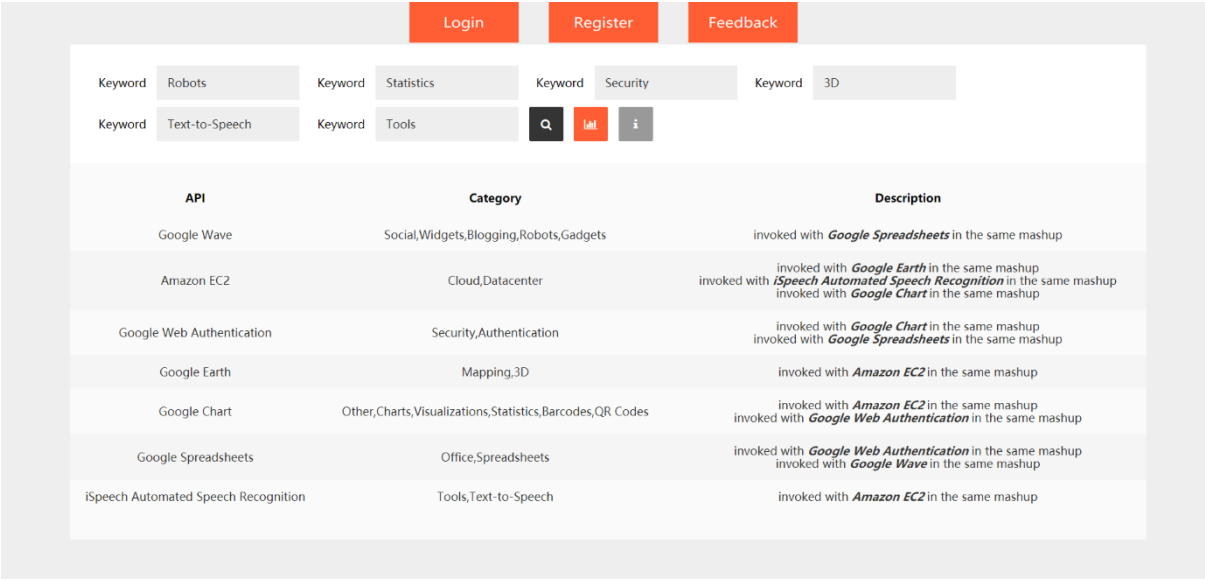 Login Register Feedback
Keyword Robots Keyword Statistics Keyword Security Keyword 3D
Keyword Text-to-Speech Keyword Tools
API Category Description
Google Wave Social,Widgets,Blogging,Robots,Gadgets invoked with Google Spreadsheets in the same mashup
invoked with Google Earth in the same mashup
Amazon EC2 Cloud,Datacenter invoked with iSpeech Automated Speech Recognition in the same mashup
invoked with Google Chart in the same mashup
Google Web Authentication Security,Authentication invoked with Google Chart in the same mashup
invoked with Google Spreadsheets in the same mashup
Google Earth Mapping,3D invoked with Amazon EC2 in the same mashup
Google Chart Other,Charts,Visualizations,Statistics,Barcodes,QR Codes invoked with Amazon EC2 in the same mashup
invoked with Google Web Authentication in the same mashup
Google Spreadsheets Office,Spreadsheets invoked with Google Web Authentication in the same mashup
invoked with Google Wave in the same mashup
iSpeech Automated Speech Recognition Tools,Text-to-Speech invoked with Amazon EC2 in the same mashup